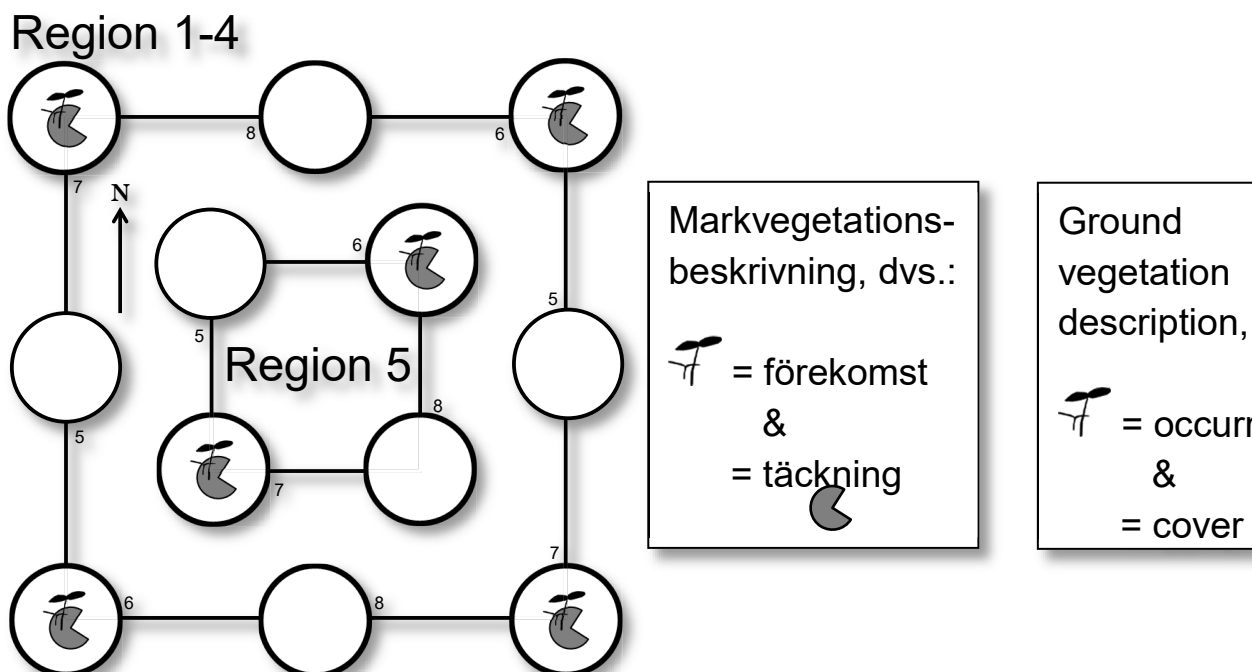 Region 1-4
8
6
7
N
6
5
5
Region 5
8
5
7
7
6
8
Markvegetations-
beskrivning, dvs.:
= förekomst
&
= täckning
Ground
vegetation
description,
= occurr
&
= cover